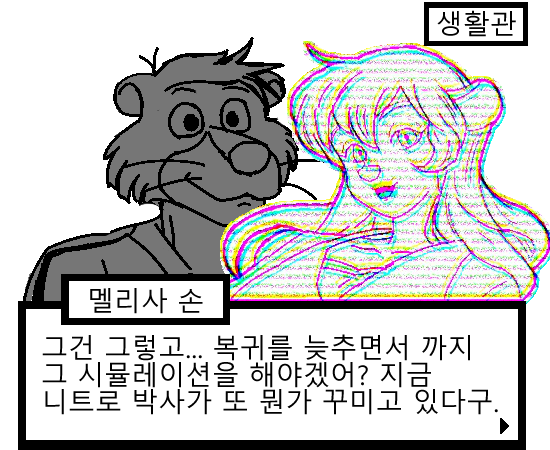 생활관
멜리사 손
그건 그렇고... 복귀를 늦추면서 까지
그 시뮬레이션을 해야겠어? 지금
니트로 박사가 또 뭔가 꾸미고 있다구.